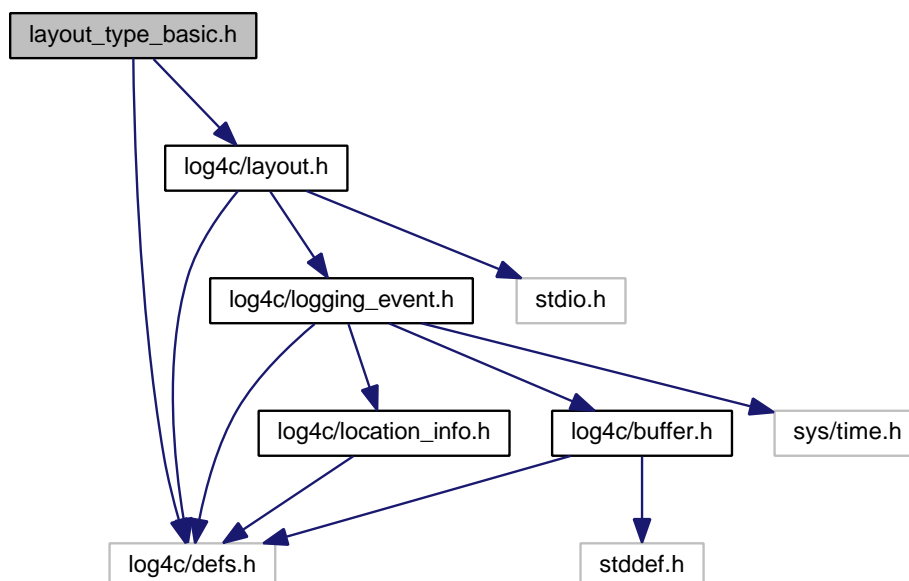 layout_type_basic.h
log4c/layout.h
log4c/logging_event.h
stdio.h
log4c/location_info.h
log4c/buffer.h
sys/time.h
log4c/defs.h
stddef.h